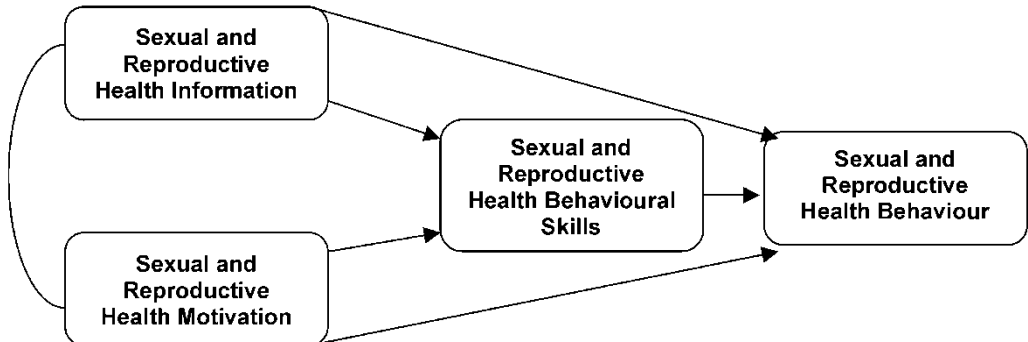 Sexual and
Reproductive
Health Information
Sexual and
Reproductive
Health Behavioural
Skills
Sexual and
Reproductive
Health Behaviour
Sexual and
Reproductive
Health Motivation